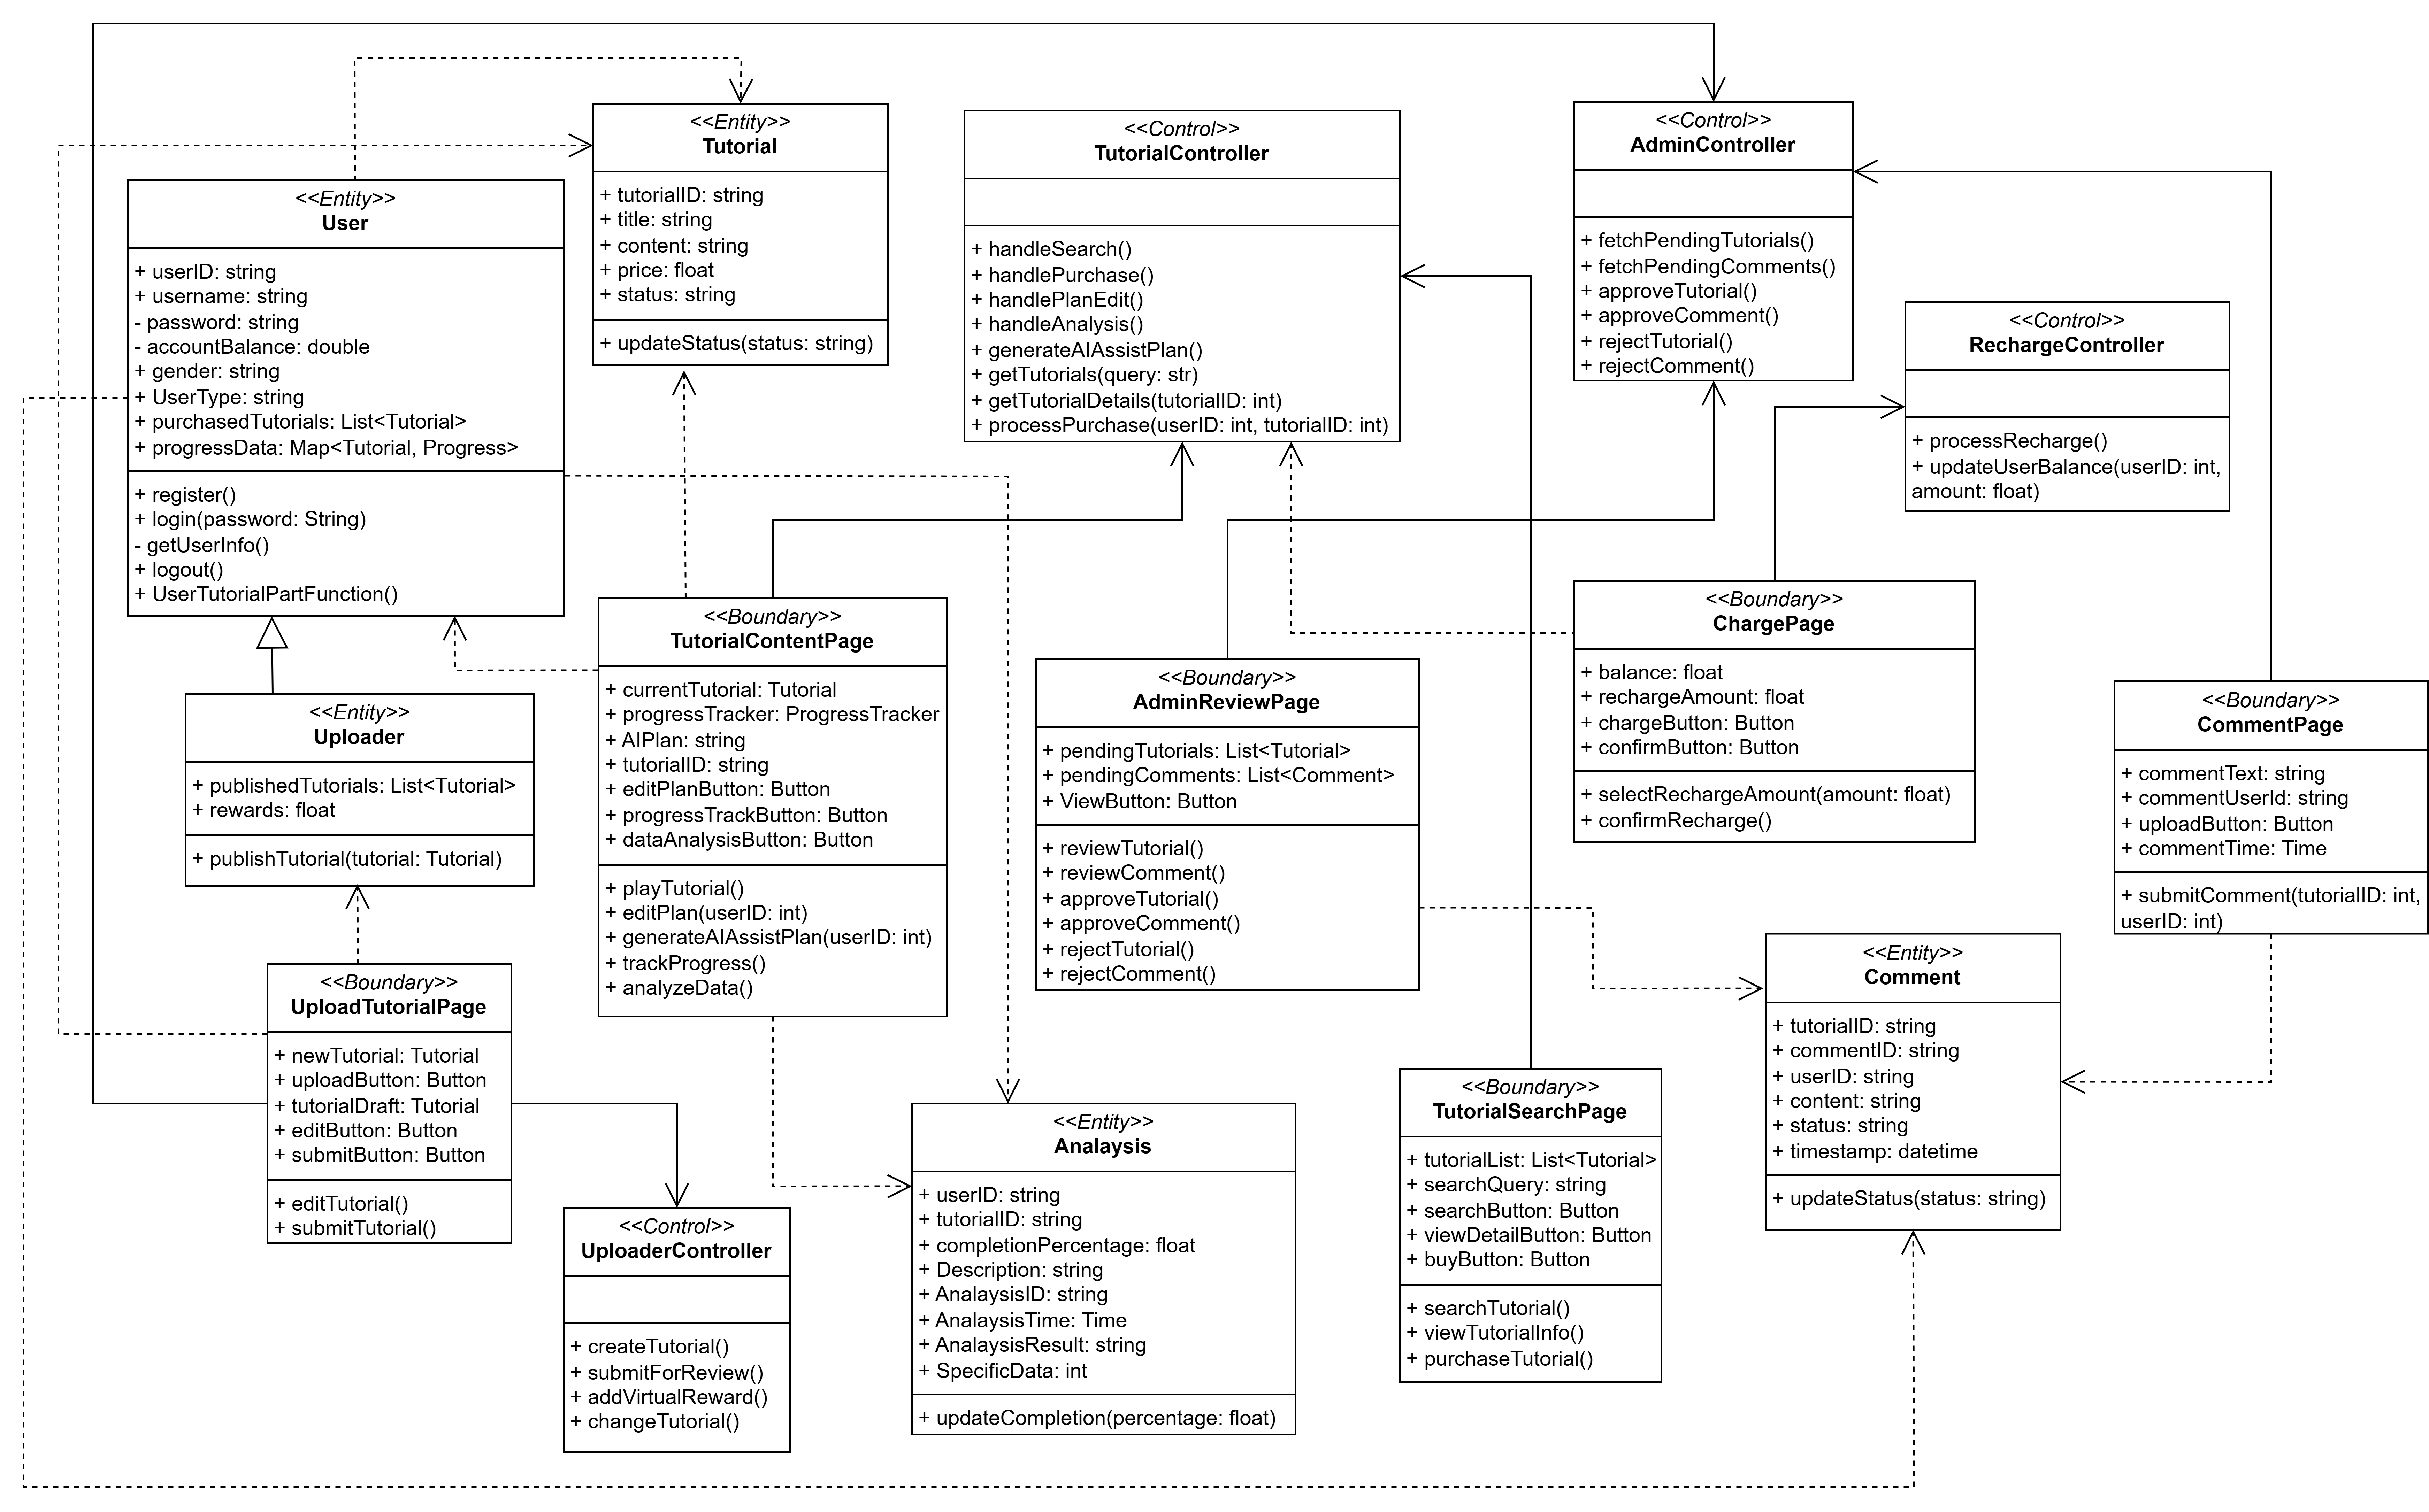 <<Entity>>
Tutorial
+ tutorialID: string
+ title: string
+ content: string
+ price: float
+ status: string
+ updateStatus(status: string)
<<Control>>
TutorialController
+ handleSearch()
+ handlePurchase()
+ handlePlanEdit()
+ handleAnalysis()
+ generateAIAssistPlan()
+ getTutorials(query: str)
+ getTutorialDetails(tutorialID: int)
+ processPurchase(userID: int, tutorialID: int)
<<Control>>
AdminController
+ fetchPendingTutorials()
+ fetchPendingComments()
+ approveTutorial()
+ approveComment()
+ rejectTutorial()
+ rejectComment()
<<Entity>>
User
+ userID: string
+ username: string
- password: string
- accountBalance: double
+ gender: string
+ UserType: string
+ purchasedTutorials: List<Tutorial>
+ progressData: Map<Tutorial, Progress>
+ register()
+ login(password: String)
- getUserInfo()
+ logout()
+ UserTutorialPartFunction()
<<Control>>
RechargeController
+ processRecharge()
+ updateUserBalance(userID: int,
amount: float)
<<Boundary>>
TutorialContentPage
+ currentTutorial: Tutorial
+ progressTracker: ProgressTracker
+ AIPlan: string
+ tutorialID: string
+ editPlanButton: Button
+ progressTrackButton: Button
+ dataAnalysisButton: Button
+ playTutorial()
+ editPlan(userID: int)
+ generateAIAssistPlan(userID: int)
+ trackProgress()
+ analyzeData()
<<Boundary>>
AdminReviewPage
+ pendingTutorials: List<Tutorial>
+ pendingComments: List<Comment>
+ ViewButton: Button
+ reviewTutorial()
+ reviewComment()
+ approveTutorial()
+ approveComment()
+ rejectTutorial()
+ rejectComment()
<<Boundary>>
ChargePage
+ balance: float
+ rechargeAmount: float
+ chargeButton: Button
+ confirmButton: Button
+ selectRechargeAmount(amount: float)
+ confirmRecharge()
<<Boundary>>
CommentPage
+ commentText: string
+ commentUserId: string
+ uploadButton: Button
+ commentTime: Time
+ submitComment(tutorialID: int,
userID: int)
<<Entity>>
Uploader
+ publishedTutorials: List<Tutorial>
+ rewards: float
+ publishTutorial(tutorial: Tutorial)
<<Boundary>>
UploadTutorialPage
+ newTutorial: Tutorial
+ uploadButton: Button
+ tutorialDraft: Tutorial
+ editButton: Button
+ submitButton: Button
+ editTutorial()
+ submitTutorial()
<<Control>>
UploaderController
+ createTutorial()
+ submitForReview()
+ addVirtualReward()
+ changeTutorial()
<<Entity>>
Analaysis
+ userID: string
+ tutorialID: string
+ completionPercentage: float
+ Description: string
+ AnalaysisID: string
+ AnalaysisTime: Time
+ AnalaysisResult: string
+ SpecificData: int
+ updateCompletion(percentage: float)
<<Boundary>>
TutorialSearchPage
+ tutorialList: List<Tutorial>
+ searchQuery: string
+ searchButton: Button
+ viewDetailButton: Button
+ buyButton: Button
+ searchTutorial()
+ viewTutorialInfo()
+ purchaseTutorial()
<<Entity>>
Comment
+ tutorialID: string
+ commentID: string
+ userID: string
+ content: string
+ status: string
+ timestamp: datetime
+ updateStatus(status: string)